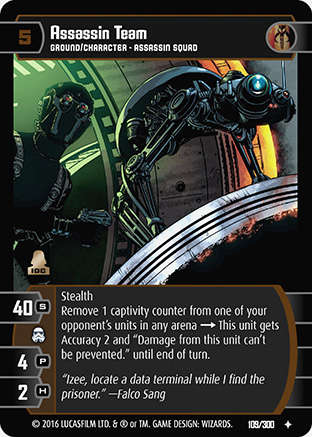 5 Assassin Team
GROUND/CHARACTER - ASSASSIN SQUAD
IDC
Stealth
40 S
Remove 1 captivity counter from one of your
opponent's units in any arena → This unit gets
Accuracy 2 and “Damage from this unit can't
be prevented.” until end of turn.
4 P
“Izee, locate a data terminal while I find the
prisoner.” —Falco Sang
2 H
© 2016 LUCASFILM LTD. & ® or TM. GAME DESIGN: WIZARDS.
109/300